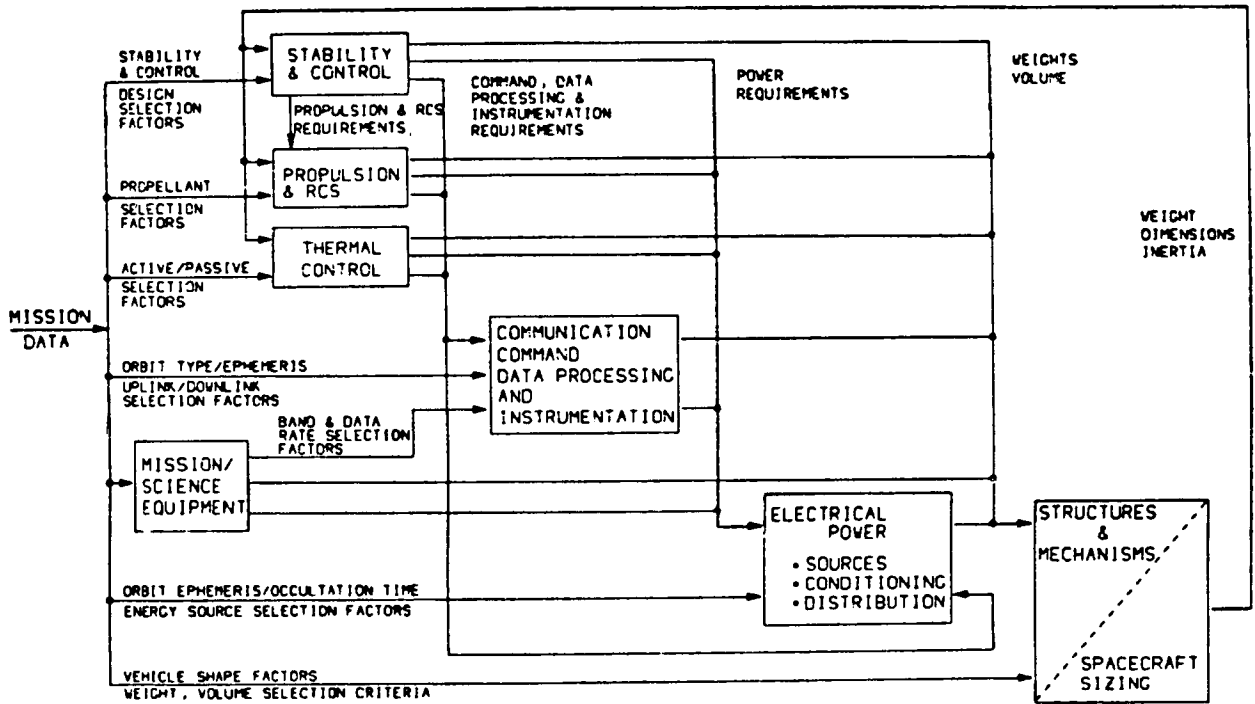 STABILITY
& CONTROL
DESIGN
SELECTION
FACTORS
STABILITY
& CONTROL
PROPULSION & RCS
REQUIREMENTS
COMMAND, DATA
PROCESSING &
INSTRUMENTATION
REQUIREMENTS
POWER
REQUIREMENTS
WEIGHTS
VOLUME
PROPELLANT
SELECTION
FACTORS
PROPULSION
& RCS
WEIGHT
DIMENSIONS
INERTIA
ACTIVE/PASSIVE
SELECTION
FACTORS
THERMAL
CONTROL
MISSION
DATA
ORBIT TYPE/EPHEMERIS
UPLINK/DOWNLINK
SELECTION FACTORS
COMMUNICATION
COMMAND
DATA PROCESSING
AND
INSTRUMENTATION
BAND & DATA
RATE SELECTION
FACTORS
MISSION/
SCIENCE
EQUIPMENT
ELECTRICAL
POWER
• SOURCES
• CONDITIONING
• DISTRIBUTION
STRUCTURES
&
MECHANISMS
SPACECRAFT
SIZING
ORBIT EPHEMERIS/OCCULTATION TIME
ENERGY SOURCE SELECTION FACTORS
VEHICLE SHAPE FACTORS
WEIGHT, VOLUME SELECTION CRITERIA